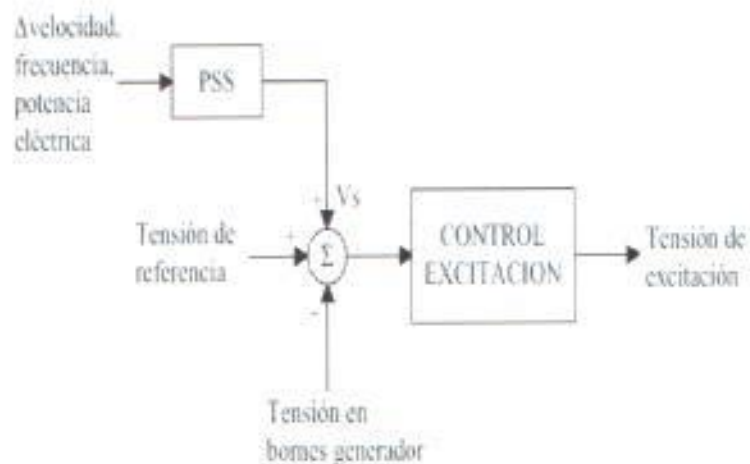 Δvelocidad,
frecuencia,
potencia
eléctrica
PSS
+
Vs
Tensión de
referencia
+
Σ
-
CONTROL
EXCITACION
Tensión de
excitación
Tensión en
bornes generador